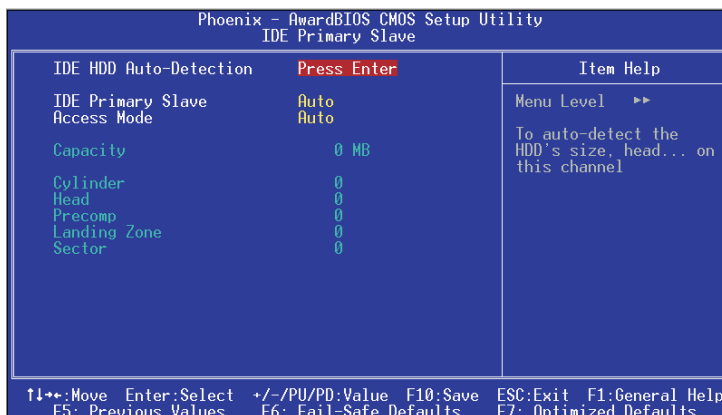 Phoenix - AwardBIOS CMOS Setup Utility
IDE Primary Slave
IDE HDD Auto-Detection Press Enter
IDE Primary Slave Auto
Access Mode Auto
Capacity 0 MB
Cylinder 0
Head 0
Precomp 0
Landing Zone 0
Sector 0
Item Help
Menu Level ►►
To auto-detect the
HDD's size, head... on
this channel
↑↓→←:Move Enter:Select +/-/PU/PD:Value F10:Save ESC:Exit F1:General Help
F5: Previous Values F6: Fail-Safe Defaults F7: Optimized Defaults